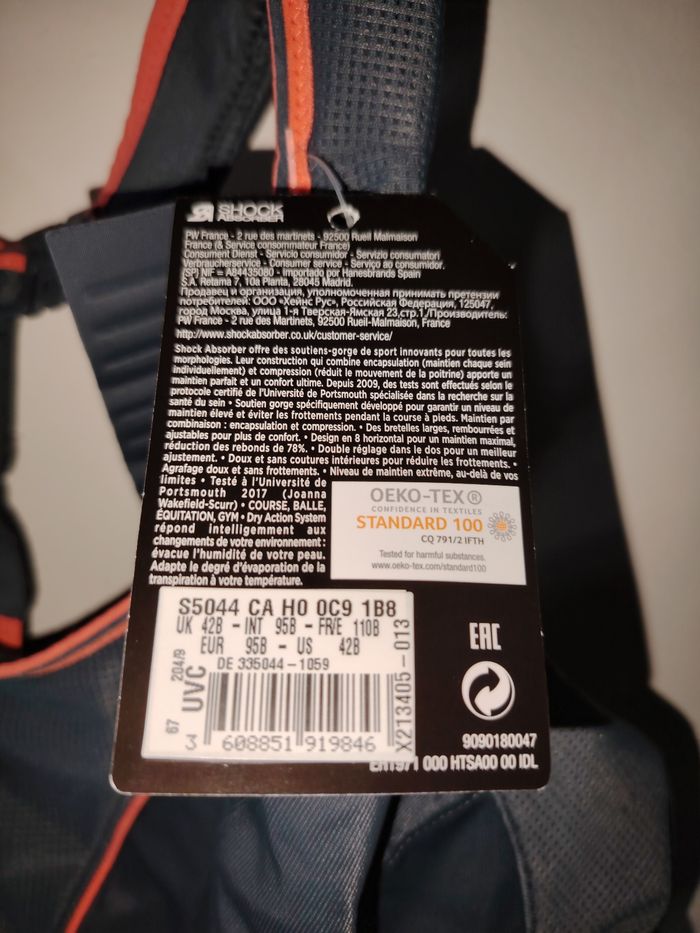 SHOCK
ABSORBER
PW France - 2 rue des martinets - 92500 Rueil Malmaison
France (& Service consommateur France)
Consument Dienst - Servicio consumidor - Servizio consumatori
Verbraucherservice - Consumer service - Serviço ao consumidor.
(SP) NIF = A84435080 - Importado por Hanesbrands Spain
S.A. Retama 7, 10a Planta, 28045 Madrid.
Продавец и организация, уполномоченная принимать претензии
потребителей: ООО «Хейнс Рус», Российская Федерация, 125047,
город Москва, улица 1-я Тверская-Ямская 23,стр.1./Производитель:
PW France - 2 rue des Martinets, 92500 Rueil-Malmaison, France
http://www.shockabsorber.co.uk/customer-service/
Shock Absorber offre des soutiens-gorge de sport innovants pour toutes les
morphologies. Leur construction qui combine encapsulation (maintien chaque sein
individuellement) et compression (réduit le mouvement de la poitrine) apporte un
maintien parfait et un confort ultime. Depuis 2009, des tests sont effectués selon le
protocole certifié de l'Université de Portsmouth spécialisée dans la recherche sur la
santé du sein • Soutien gorge spécifiquement développé pour garantir un niveau de
maintien élevé et éviter les frottements pendant la course à pieds. Maintien par
combinaison : encapsulation et compression. • Des bretelles larges, rembourrées et
ajustables pour plus de confort. • Design en 8 horizontal pour un maintien maximal,
réduction des rebonds de 78%. • Double réglage dans le dos pour un meilleur
ajustement. • Doux et sans coutures intérieures pour réduire les frottements. •
Agrafage doux et sans frottements. • Niveau de maintien extrême, au-delà de vos
limites • Testé à l'Université de
Portsmouth 2017 (Joanna
Wakefield-Scurr) • COURSE, BALLE,
ÉQUITATION, GYM • Dry Action System
répond intelligemment aux
changements de votre environnement :
évacue l'humidité de votre peau.
Adapte le degré d'évaporation de la
transpiration à votre température.
OEKO-TEX®
CONFIDENCE IN TEXTILES
STANDARD 100
CQ 791/2 IFTH
Tested for harmful substances.
www.oeko-tex.com/standard100
S5044 CA H0 0C9 1B8
UK 42B - INT 95B - FR/E 110B
EUR 95B - US 42B
DE 335044-1059
204/9
UVC
67
3 608851 919846
X213405-013
EAC
9090180047
ER1971 000 HTSA00 00 IDL